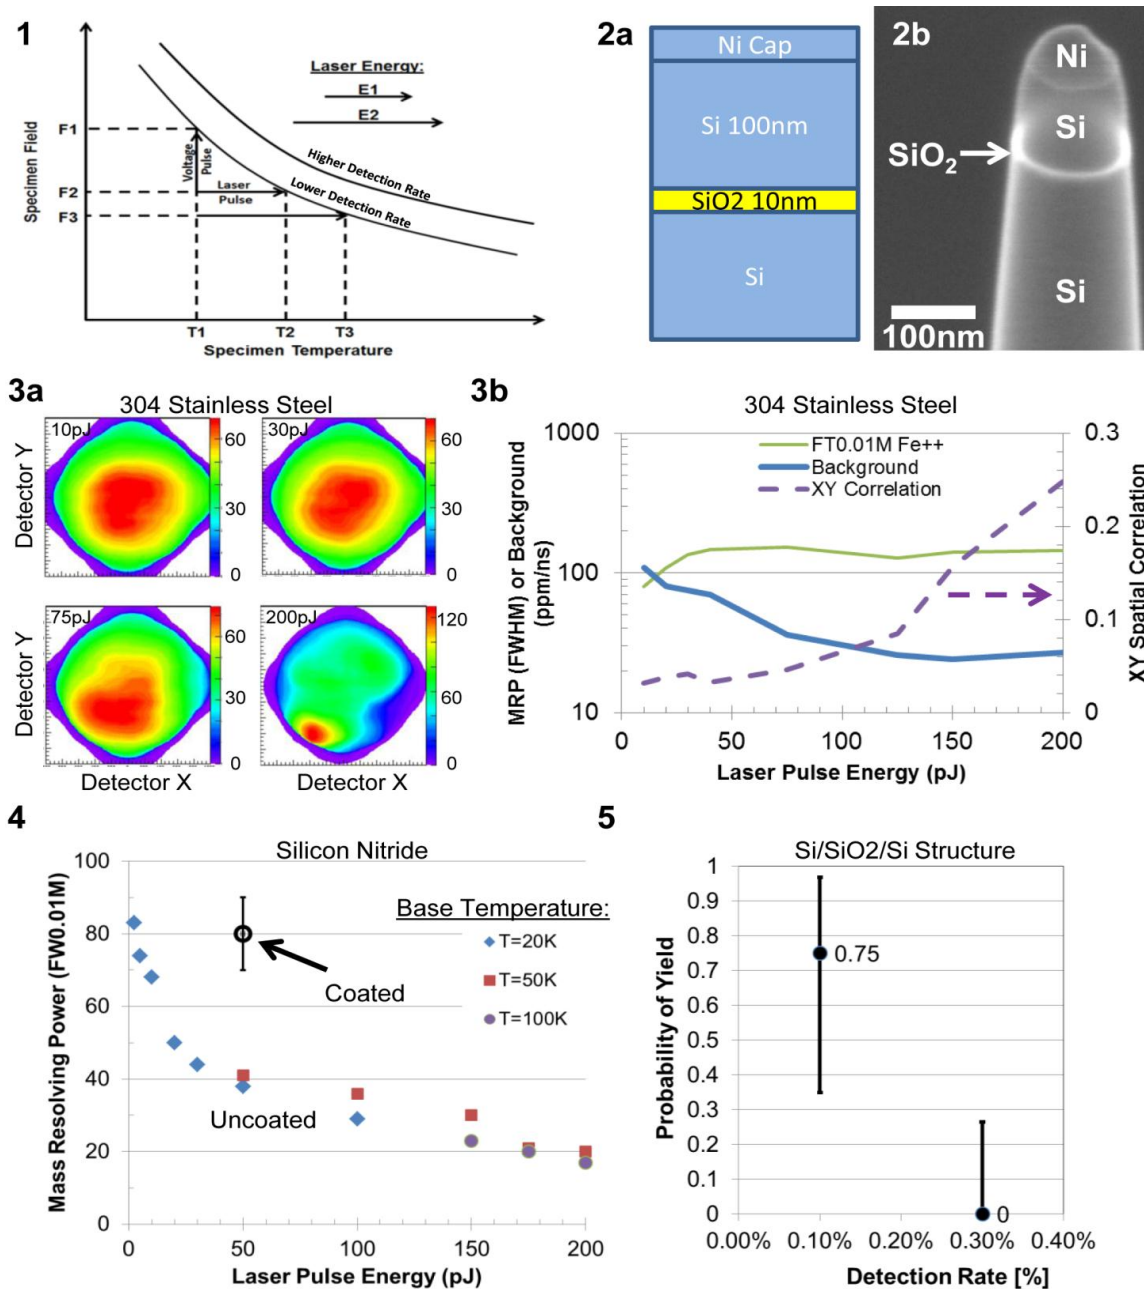 1
Specimen Field
F1
F2
F3
Voltage
Pulse
Laser
Pulse
Laser Energy:
E1
E2
Higher Detection Rate
Lower Detection Rate
T1 T2 T3
Specimen Temperature
2a
Ni Cap
Si 100nm
SiO2 10nm
Si
2b
Ni
Si
SiO2
Si
100nm
3a
304 Stainless Steel
10pJ
60
30
0
30pJ
60
30
0
Detector Y
75pJ
60
30
0
200pJ
120
60
0
Detector Y
Detector X
Detector X
3b
304 Stainless Steel
1000
100
10
MRP (FWHM) or Background
(ppm/ns)
FT0.01M Fe++
Background
XY Correlation
0.3
0.2
0.1
0
XY Spatial Correlation
0 50 100 150 200
Laser Pulse Energy (pJ)
4
Silicon Nitride
100
80
60
40
20
0
Mass Resolving Power (FW0.01M)
Base Temperature:
T=20K
T=50K
T=100K
Coated
Uncoated
0 50 100 150 200
Laser Pulse Energy (pJ)
5
Si/SiO2/Si Structure
1
0.9
0.8
0.7
0.6
0.5
0.4
0.3
0.2
0.1
0
Probability of Yield
0.75
0
0.00% 0.10% 0.20% 0.30% 0.40%
Detection Rate [%]